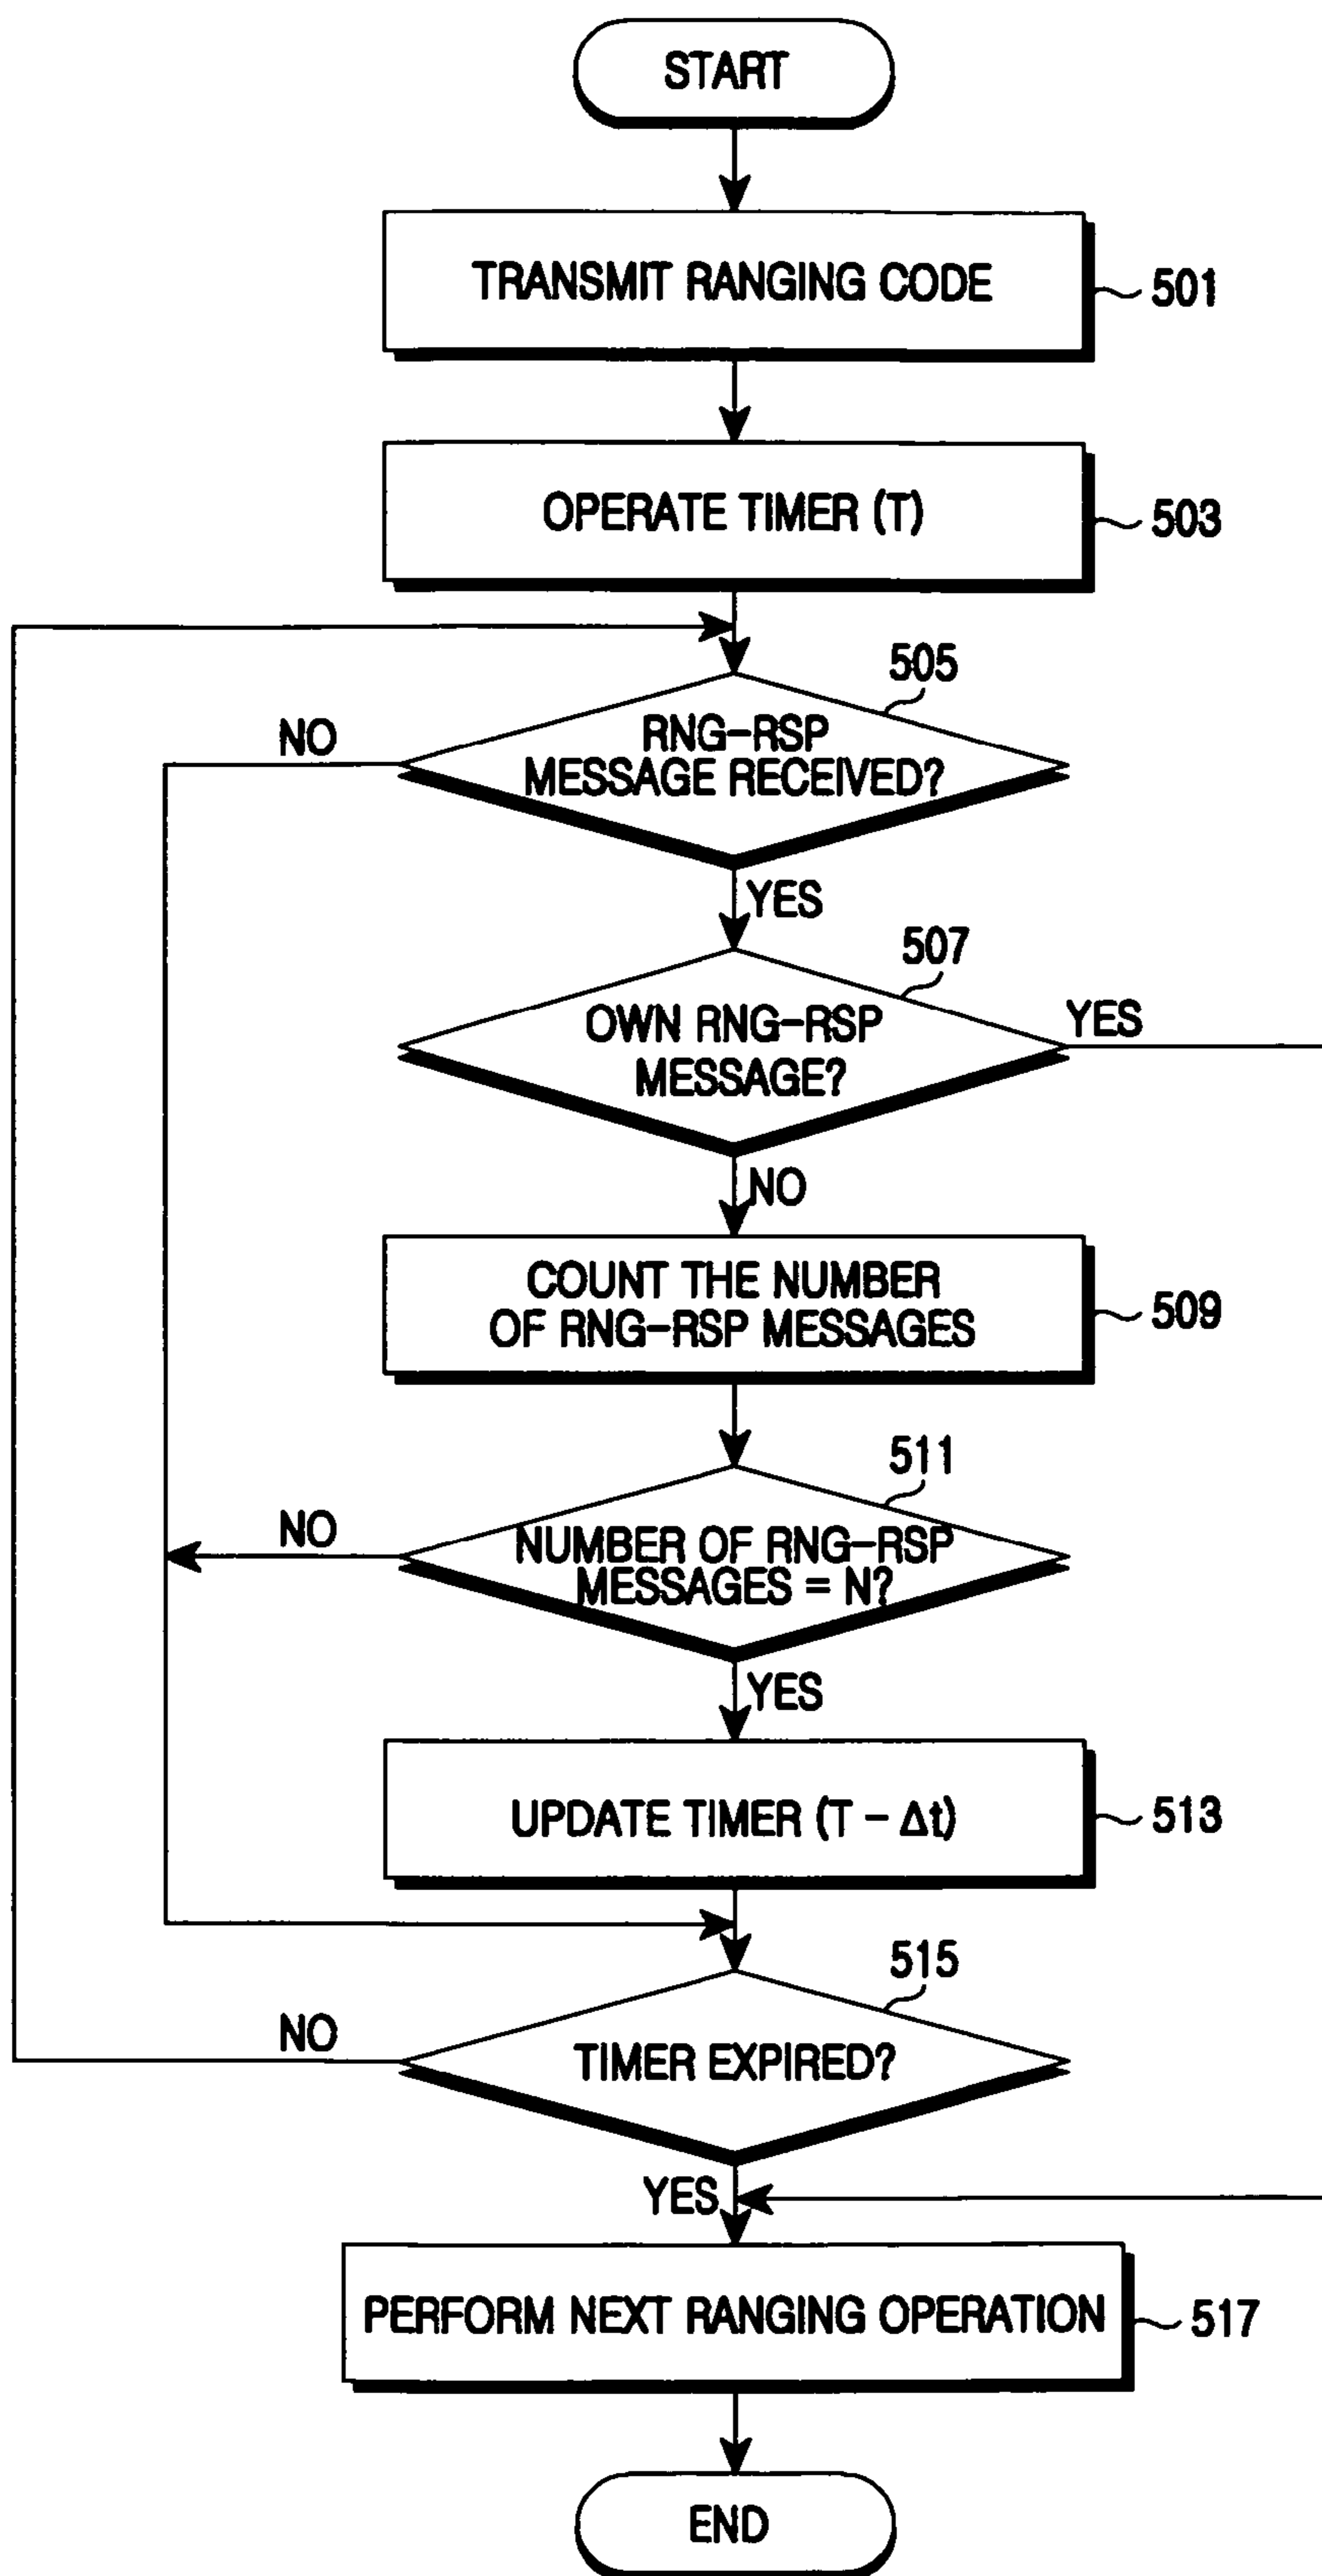 START
TRANSMIT RANGING CODE
501
OPERATE TIMER (T)
503
505
NO
RNG-RSP
MESSAGE RECEIVED?
YES
507
OWN RNG-RSP
MESSAGE?
YES
NO
COUNT THE NUMBER
OF RNG-RSP MESSAGES
509
511
NO
NUMBER OF RNG-RSP
MESSAGES = N?
YES
UPDATE TIMER (T - Δt)
513
515
NO
TIMER EXPIRED?
YES
PERFORM NEXT RANGING OPERATION
517
END